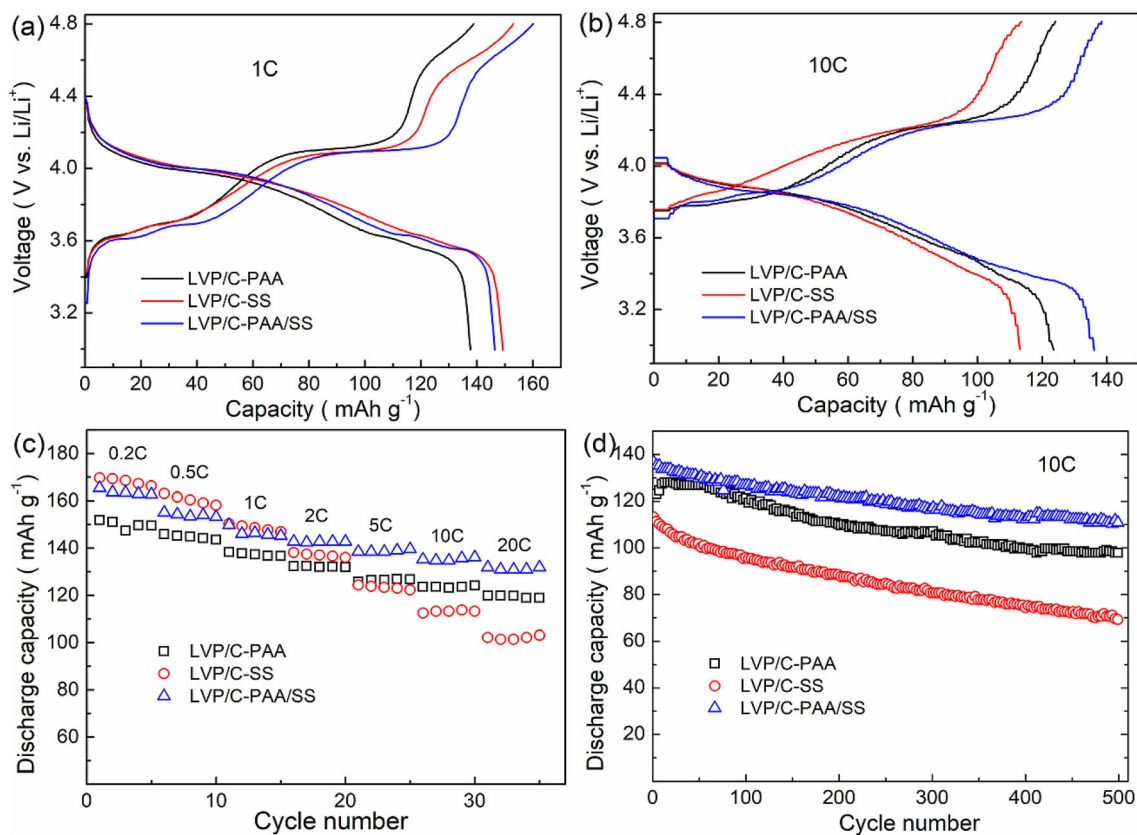 (a)
1C
LVP/C-PAA
LVP/C-SS
LVP/C-PAA/SS
Voltage ( V vs. Li/Li⁺
4.8
4.4
4.0
3.6
3.2
0 20 40 60 80 100 120 140 160
Capacity ( mAh g⁻¹)
(b)
10C
LVP/C-PAA
LVP/C-SS
LVP/C-PAA/SS
Voltage ( V vs. Li/Li⁺
4.8
4.4
4.0
3.6
3.2
0 20 40 60 80 100 120 140
Capacity ( mAh g⁻¹)
(c)
0.2C
0.5C
1C
2C
5C
10C
20C
LVP/C-PAA
LVP/C-SS
LVP/C-PAA/SS
Discharge capacity ( mAh g⁻¹)
180
160
140
120
100
80
60
0 10 20 30
Cycle number
(d)
10C
LVP/C-PAA
LVP/C-SS
LVP/C-PAA/SS
Discharge capacity ( mAh g⁻¹)
140
120
100
80
60
40
20
0 100 200 300 400 500
Cycle number